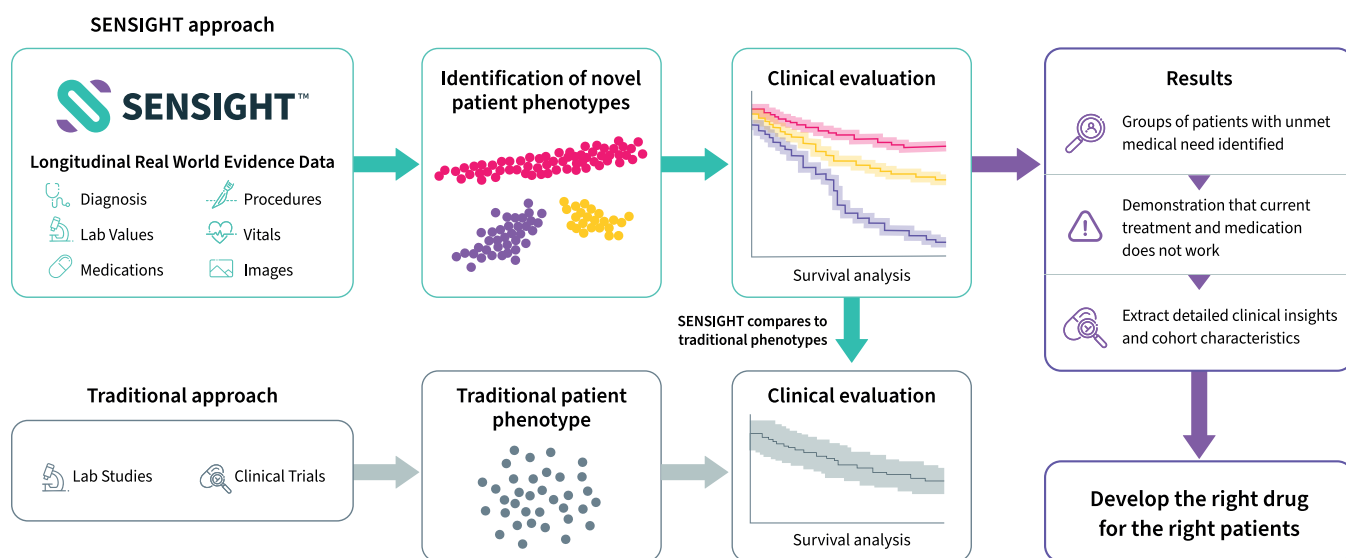 SENSIGHT approach
SENSIGHT™
Longitudinal Real World Evidence Data
Diagnosis
Procedures
Lab Values
Vitals
Medications
Images
Identification of novel
patient phenotypes
Clinical evaluation
Survival analysis
Results
Groups of patients with unmet
medical need identified
Demonstration that current
treatment and medication
does not work
Extract detailed clinical insights
and cohort characteristics
SENSIGHT compares to
traditional phenotypes
Traditional approach
Lab Studies
Clinical Trials
Traditional patient
phenotype
Clinical evaluation
Survival analysis
Develop the right drug
for the right patients